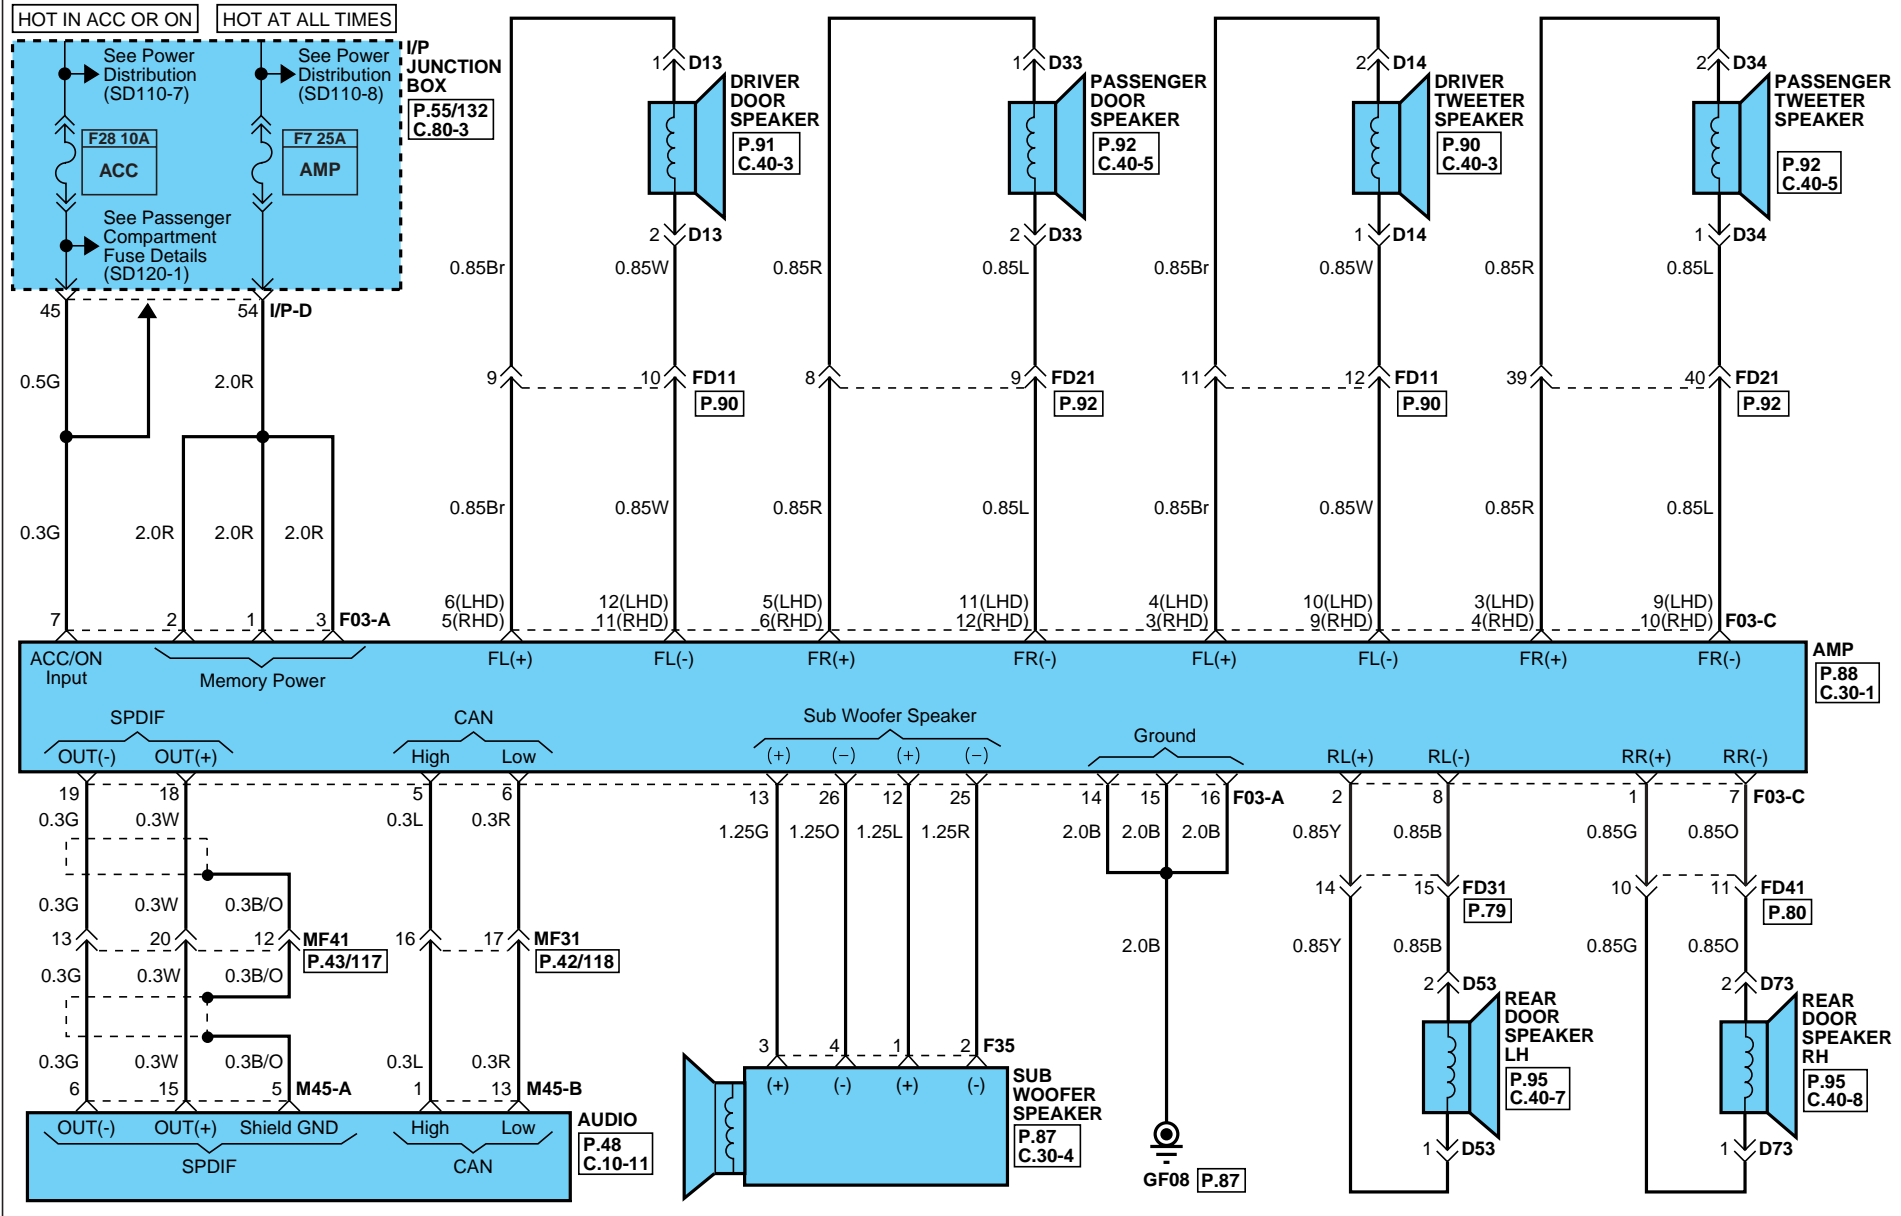 HOT IN ACC OR ON
HOT AT ALL TIMES
See Power
Distribution
(SD110-7)
See Power
Distribution
(SD110-8)
I/P
JUNCTION
BOX
P.55/132
C.80-3
F28 10A
ACC
F7 25A
AMP
See Passenger
Compartment
Fuse Details
(SD120-1)
45
54
I/P-D
0.5G
2.0R
0.3G
2.0R
2.0R
2.0R
7
2
1
3
F03-A
1
D13
DRIVER
DOOR
SPEAKER
P.91
C.40-3
2
D13
0.85Br
0.85W
9
10
FD11
P.90
0.85Br
0.85W
6(LHD)
5(RHD)
12(LHD)
11(RHD)
1
D33
PASSENGER
DOOR
SPEAKER
P.92
C.40-5
2
D33
0.85R
0.85L
8
9
FD21
P.92
0.85R
0.85L
5(LHD)
6(RHD)
11(LHD)
12(RHD)
2
D14
DRIVER
TWEETER
SPEAKER
P.90
C.40-3
1
D14
0.85Br
0.85W
11
12
FD11
P.90
0.85Br
0.85W
4(LHD)
3(RHD)
10(LHD)
9(RHD)
2
D34
PASSENGER
TWEETER
SPEAKER
P.92
C.40-5
1
D34
0.85R
0.85L
39
40
FD21
P.92
0.85R
0.85L
3(LHD)
4(RHD)
9(LHD)
10(RHD)
F03-C
ACC/ON
Input
Memory Power
FL(+)
FL(-)
FR(+)
FR(-)
FL(+)
FL(-)
FR(+)
FR(-)
AMP
P.88
C.30-1
SPDIF
OUT(-)
OUT(+)
CAN
High
Low
Sub Woofer Speaker
(+)
(−)
(+)
(−)
Ground
RL(+)
RL(-)
RR(+)
RR(-)
19
18
5
6
13
26
12
25
14
15
16
F03-A
2
8
1
7
F03-C
0.3G
0.3W
0.3L
0.3R
1.25G
1.25O
1.25L
1.25R
2.0B
2.0B
2.0B
0.85Y
0.85B
0.85G
0.85O
0.3G
0.3W
0.3B/O
13
20
12
MF41
P.43/117
16
17
MF31
P.42/118
0.3G
0.3W
0.3B/O
2.0B
14
15
FD31
P.79
10
11
FD41
P.80
0.85Y
0.85B
0.85G
0.85O
0.3G
0.3W
0.3B/O
0.3L
0.3R
6
15
5
M45-A
1
13
M45-B
OUT(-)
OUT(+)
Shield GND
SPDIF
High
Low
CAN
AUDIO
P.48
C.10-11
3
4
1
2
F35
(+)
(-)
(+)
(-)
SUB
WOOFER
SPEAKER
P.87
C.30-4
GF08
P.87
2
D53
REAR
DOOR
SPEAKER
LH
P.95
C.40-7
1
D53
2
D73
REAR
DOOR
SPEAKER
RH
P.95
C.40-8
1
D73